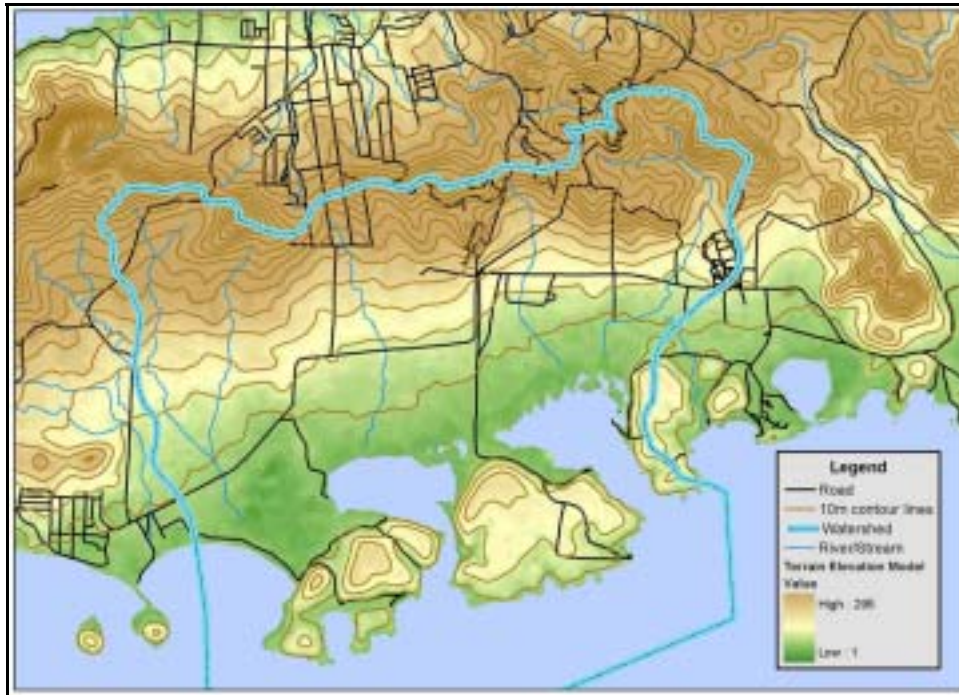 Legend
Road
10m contour lines
Watershed
River/Stream
Terrain Elevation Model
Value
High : 295
Low : 1